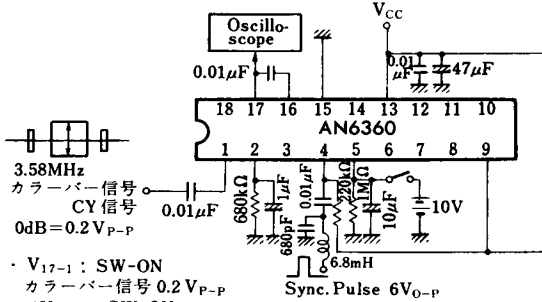 Oscillo-
scope
V_CC
0.01μF
0.01
μF
47μF
18 17 16 15 14 13 12 11 10
AN6360
1 2 3 4 5 6 7 8 9
3.58MHz
カラーバー信号
CY信号
0dB=0.2V_P-P
0.01μF
680kΩ
1μF
0.01μF
680pF
220kΩ
1MΩ
10μF
10V
6.8mH
Sync. Pulse 6V_O-P
・V_17-1 : SW-ON
カラーバー信号 0.2V_P-P